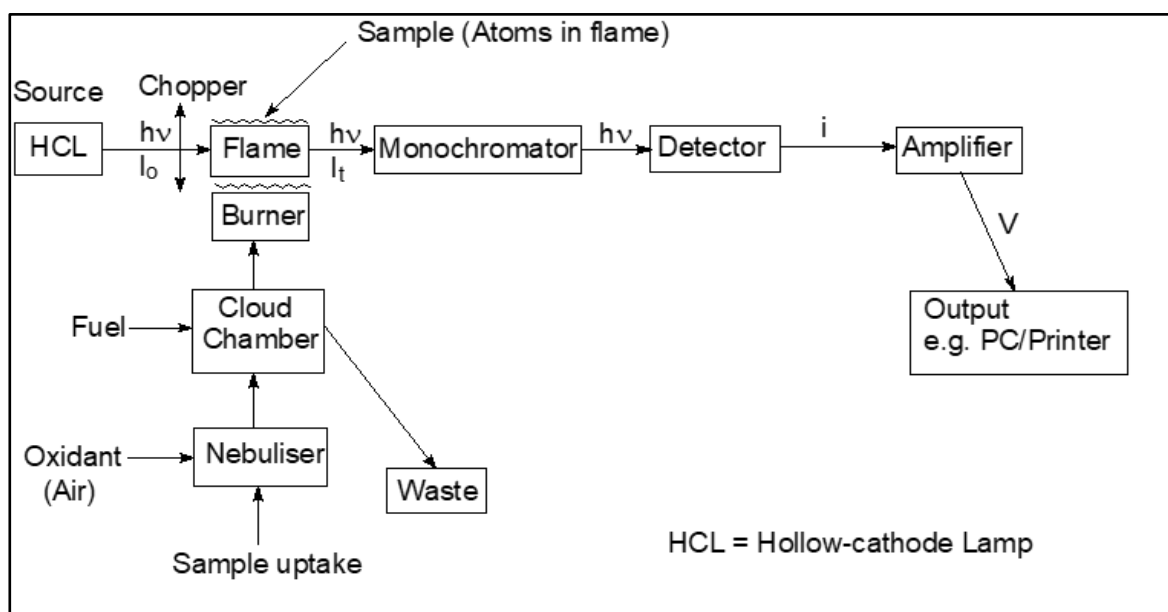 Sample (Atoms in flame)
Source
Chopper
HCL
hν
I₀
Flame
hν
Iₜ
Monochromator
hν
Detector
i
Amplifier
Burner
V
Fuel
Cloud
Chamber
Output
e.g. PC/Printer
Oxidant
(Air)
Nebuliser
Waste
Sample uptake
HCL = Hollow-cathode Lamp